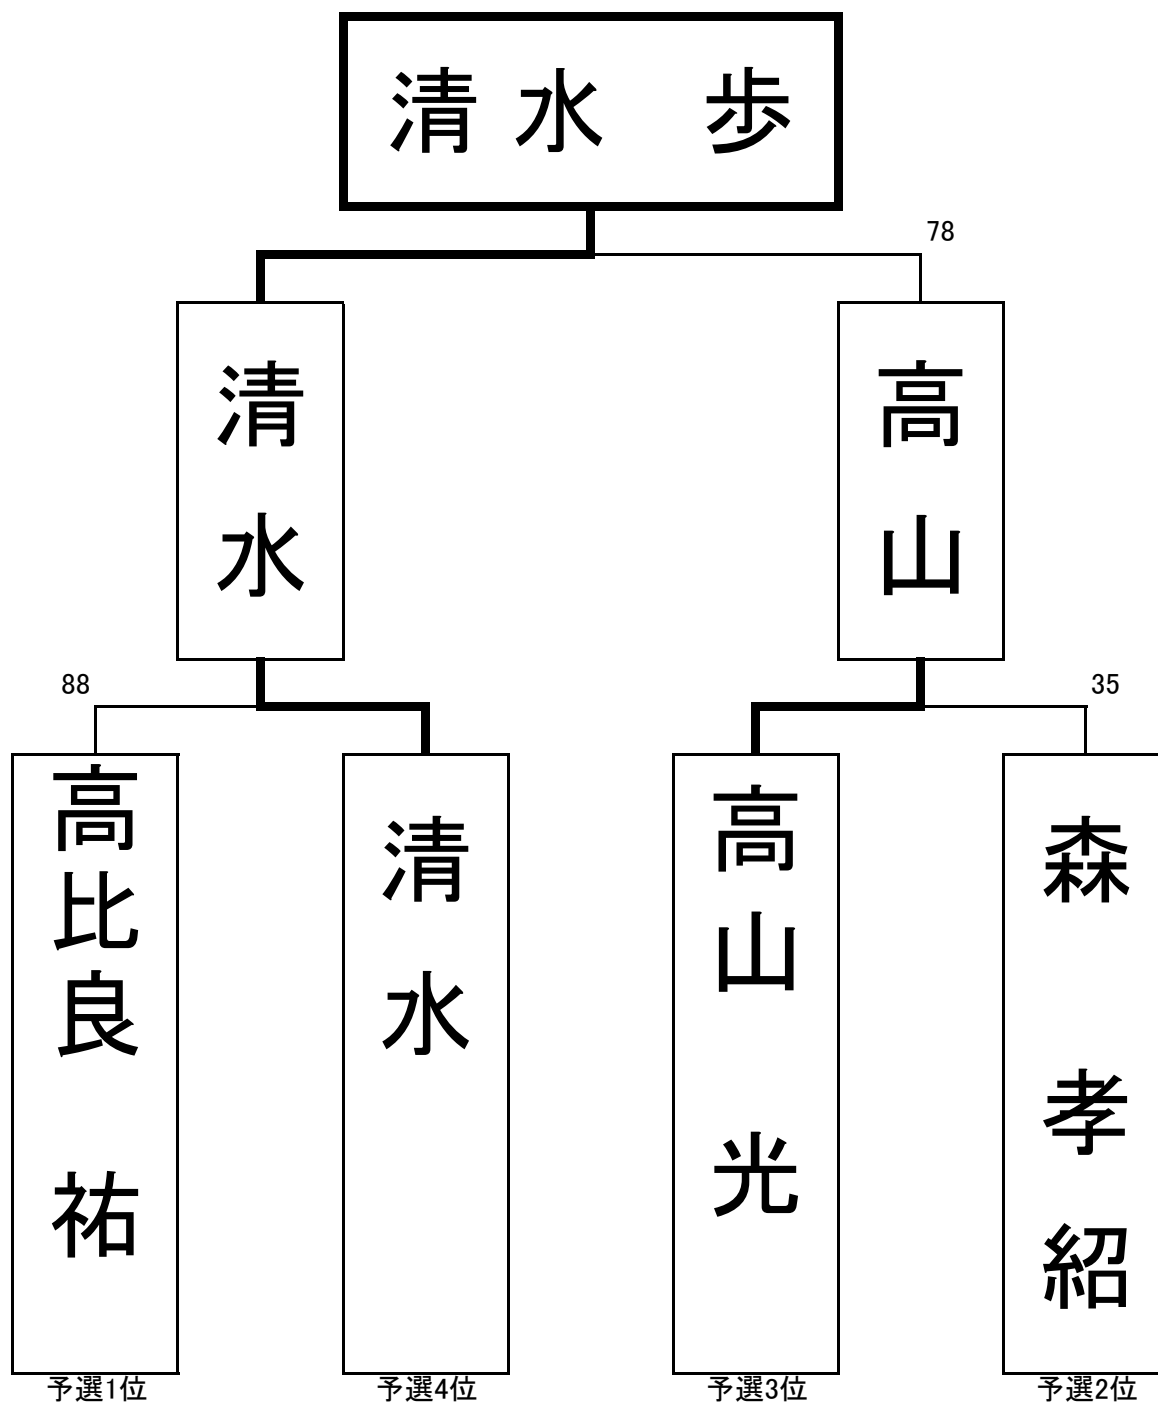 清水　歩
78
清水
高山
88
35
高比良　祐
清水
高山　光
森　孝紹
予選1位
予選4位
予選3位
予選2位